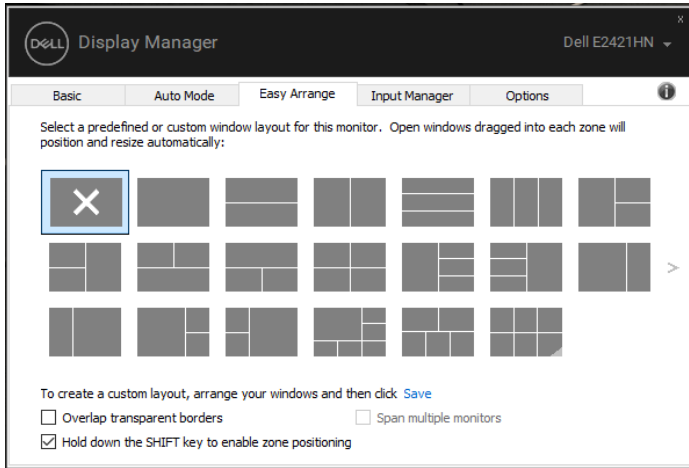 x
DELL Display Manager Dell E2421HN
Basic Auto Mode Easy Arrange Input Manager Options i
Select a predefined or custom window layout for this monitor. Open windows dragged into each zone will
position and resize automatically:
To create a custom layout, arrange your windows and then click Save
Overlap transparent borders Span multiple monitors
Hold down the SHIFT key to enable zone positioning